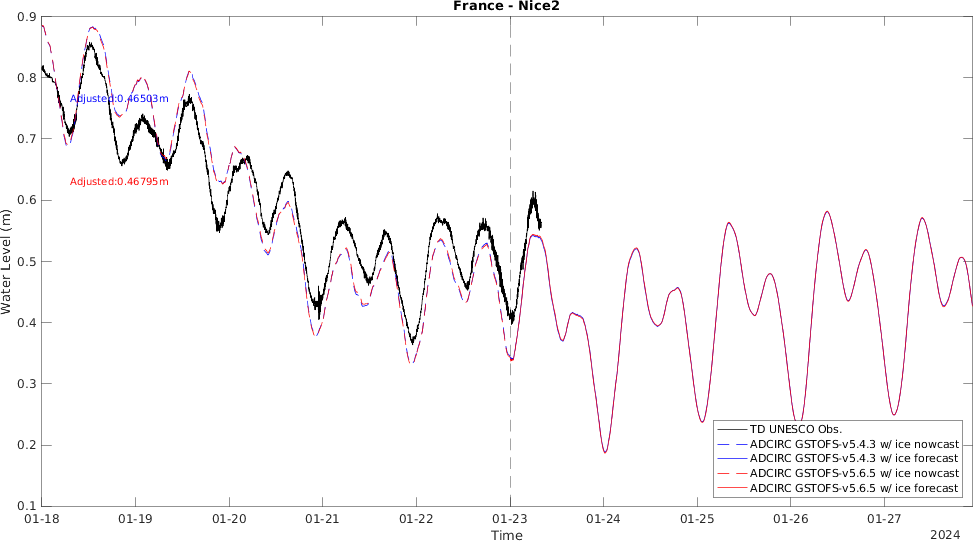 France - Nice2
Water Level (m)
0.9
0.8
0.7
0.6
0.5
0.4
0.3
0.2
0.1
Adjusted:0.46503m
Adjusted:0.46795m
TD UNESCO Obs.
ADCIRC GSTOFS-v5.4.3 w/ ice nowcast
ADCIRC GSTOFS-v5.4.3 w/ ice forecast
ADCIRC GSTOFS-v5.6.5 w/ ice nowcast
ADCIRC GSTOFS-v5.6.5 w/ ice forecast
01-18 01-19 01-20 01-21 01-22 01-23 01-24 01-25 01-26 01-27
Time
2024